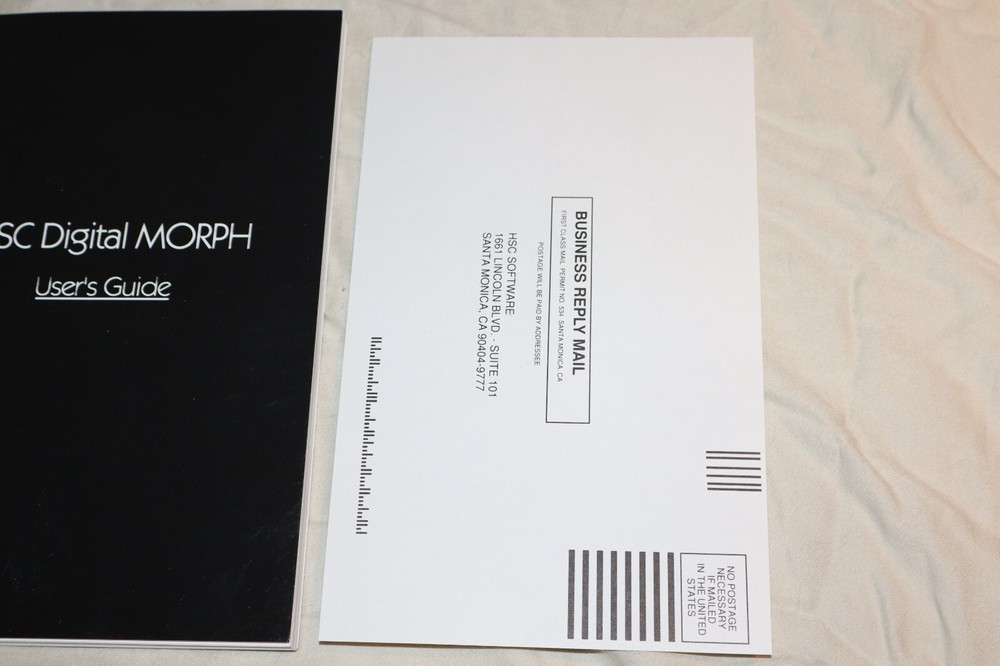 SC Digital MORPH
User's Guide
BUSINESS REPLY MAIL
FIRST CLASS MAIL PERMIT NO. 534 SANTA MONICA, CA
POSTAGE WILL BE PAID BY ADDRESSEE
HSC SOFTWARE
1661 LINCOLN BLVD. - SUITE 101
SANTA MONICA, CA 90404-9777
NO POSTAGE
NECESSARY
IF MAILED
IN THE UNITED
STATES